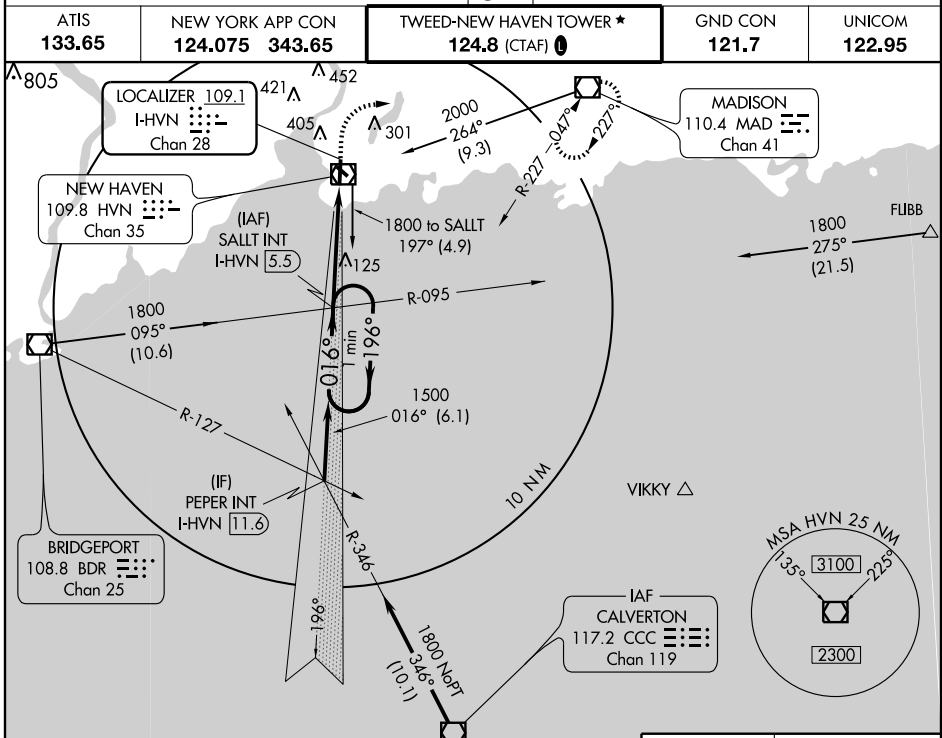 ATIS
133.65
NEW YORK APP CON
124.075 343.65
TWEED-NEW HAVEN TOWER ★
124.8 (CTAF) L
GND CON
121.7
UNICOM
122.95
805
452
421
405
301
LOCALIZER 109.1
I-HVN
Chan 28
2000
264°
(9.3)
047°
R-227
227°
MADISON
110.4 MAD
Chan 41
NEW HAVEN
109.8 HVN
Chan 35
(IAF)
SALLT INT
I-HVN 5.5
1800 to SALLT
197° (4.9)
125
1800
275°
(21.5)
FLIBB
1800
095°
(10.6)
R-095
016°
1 min
196°
1500
016° (6.1)
R-127
(IF)
PEPER INT
I-HVN 11.6
R-346
10 NM
VIKKY
BRIDGEPORT
108.8 BDR
Chan 25
196°
1800 NoPT
346°
(10.1)
IAF
CALVERTON
117.2 CCC
Chan 119
MSA HVN 25 NM
135°
3100
225°
2300